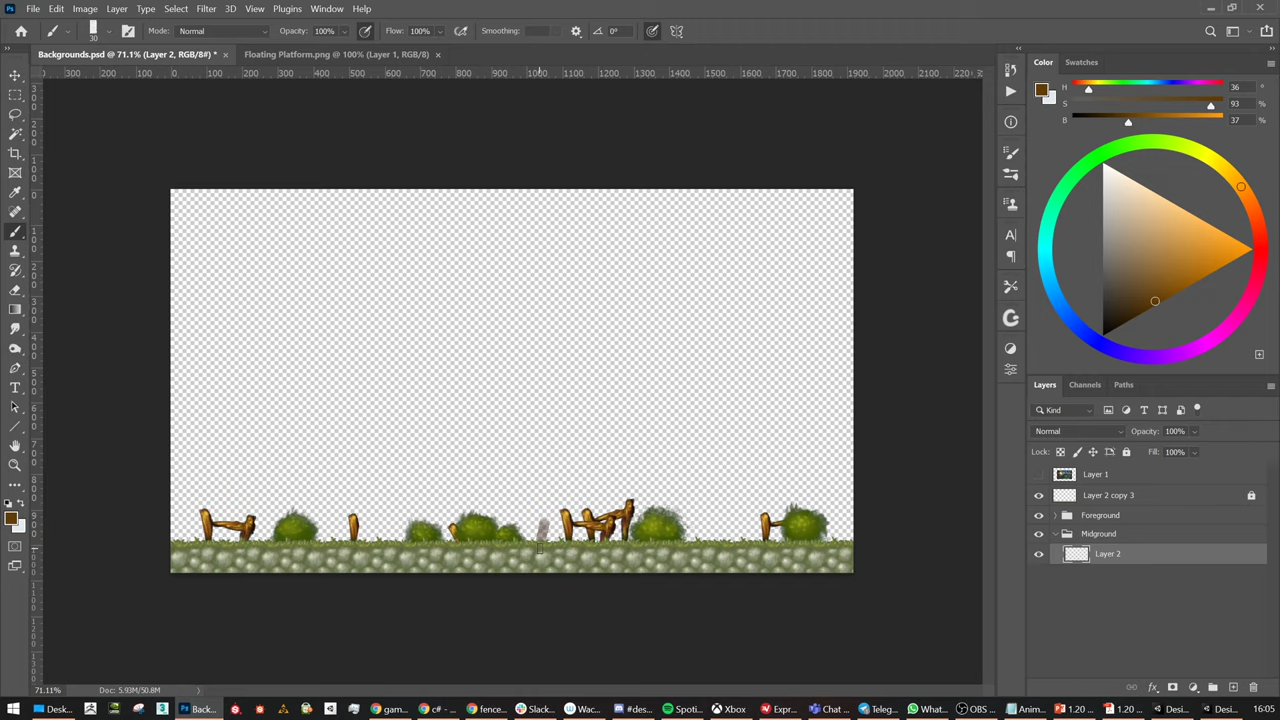 Ps File Edit Image Layer Type Select Filter 3D View Plugins Window Help
30 Mode: Normal Opacity: 100% Flow: 100% Smoothing: 0°
Backgrounds.psd @ 71.1% (Layer 2, RGB/8#) * × Floating Platform.png @ 100% (Layer 1, RGB/8) ×
300 200 100 0 100 200 300 400 500 600 700 800 900 1000 1100 1200 1300 1400 1500 1600 1700 1800 1900 2000 2100 220
Color Swatches
H 36 °
S 93 %
B 37 %
Layers Channels Paths
Kind
Normal Opacity: 100%
Lock: Fill: 100%
Layer 1
Layer 2 copy 3
Foreground
Midground
Layer 2
fx
71.11% Doc: 5.93M/50.8M
Desk... Ps Back... gam... c# -... fence... Slack... Wac... #des... Spoti... Xbox Expr... Chat ... Teleg... What... OBS ... Anim... Desi... Desi... 16:05